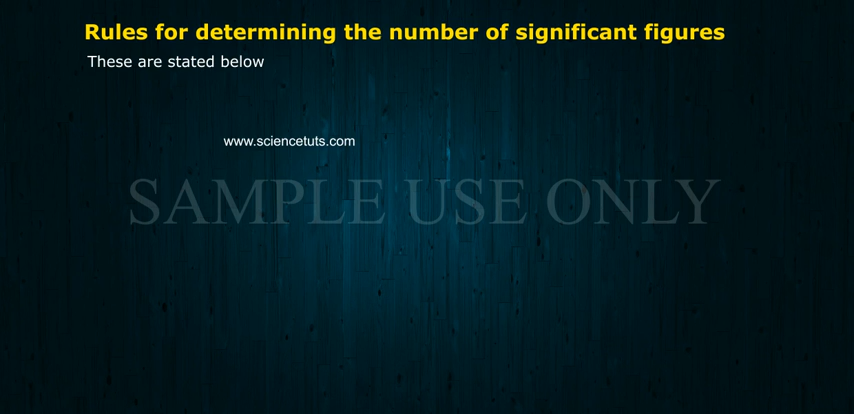 Rules for determining the number of significant figures
These are stated below
www.sciencetuts.com
SAMPLE USE ONLY